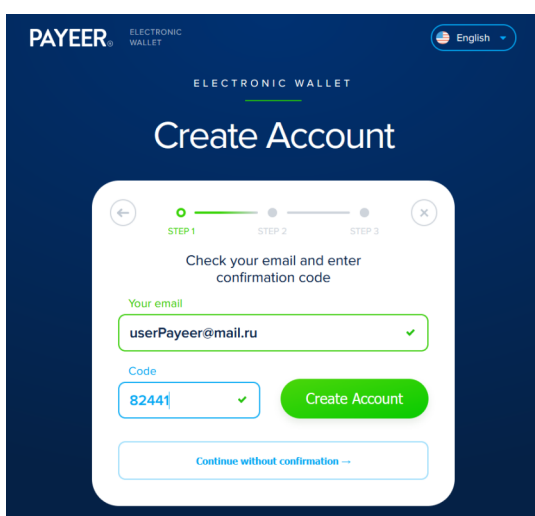 PAYEER®
ELECTRONIC
WALLET
English
ELECTRONIC WALLET
Create Account
STEP 1
STEP 2
STEP 3
Check your email and enter
confirmation code
Your email
userPayeer@mail.ru
Code
82441
Create Account
Continue without confirmation →